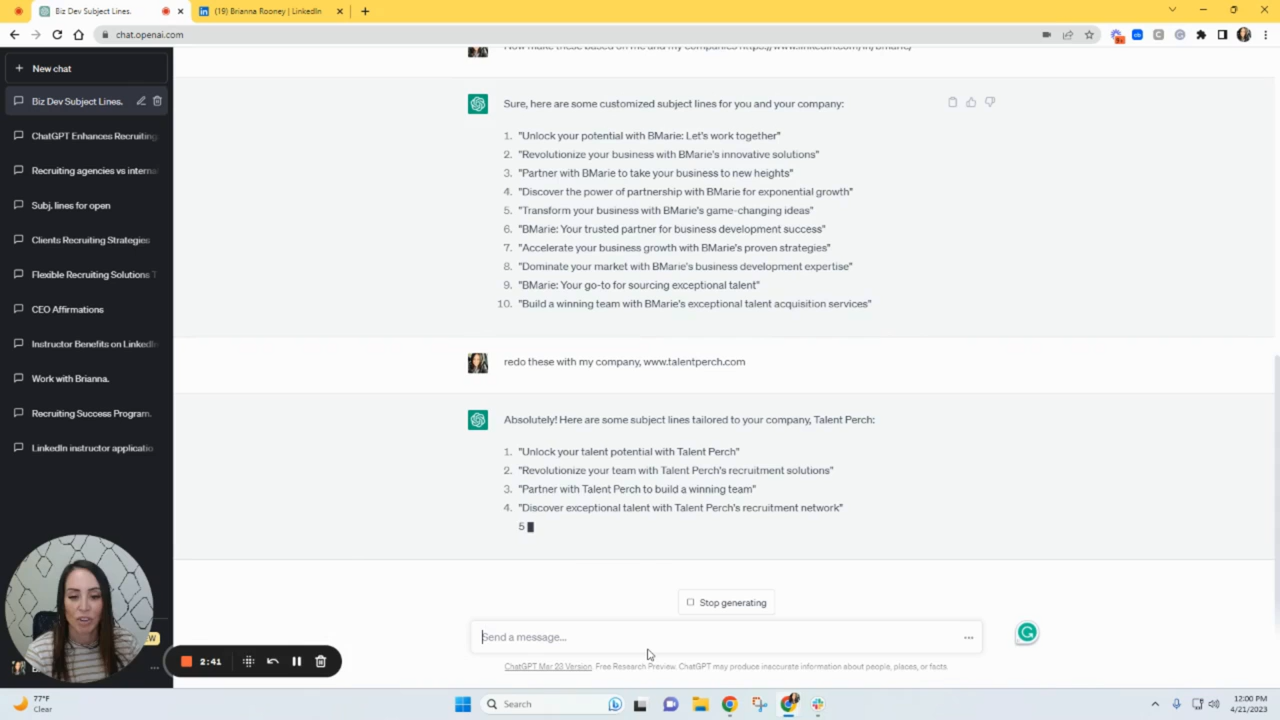 Biz Dev Subject Lines.
(19) Brianna Rooney | LinkedIn
chat.openai.com
New chat
Biz Dev Subject Lines.
ChatGPT Enhances Recruiting
Recruiting agencies vs interna
Subj. lines for open
Clients Recruiting Strategies
Flexible Recruiting Solutions T
CEO Affirmations
Instructor Benefits on LinkedIn
Work with Brianna.
Recruiting Success Program.
LinkedIn instructor applicatio
Sure, here are some customized subject lines for you and your company:
1. "Unlock your potential with BMarie: Let's work together"
2. "Revolutionize your business with BMarie's innovative solutions"
3. "Partner with BMarie to take your business to new heights"
4. "Discover the power of partnership with BMarie for exponential growth"
5. "Transform your business with BMarie's game-changing ideas"
6. "BMarie: Your trusted partner for business development success"
7. "Accelerate your business growth with BMarie's proven strategies"
8. "Dominate your market with BMarie's business development expertise"
9. "BMarie: Your go-to for sourcing exceptional talent"
10. "Build a winning team with BMarie's exceptional talent acquisition services"
redo these with my company, www.talentperch.com
Absolutely! Here are some subject lines tailored to your company, Talent Perch:
1. "Unlock your talent potential with Talent Perch"
2. "Revolutionize your team with Talent Perch's recruitment solutions"
3. "Partner with Talent Perch to build a winning team"
4. "Discover exceptional talent with Talent Perch's recruitment network"
5
Stop generating
Send a message...
ChatGPT Mar 23 Version. Free Research Preview. ChatGPT may produce inaccurate information about people, places, or facts
2:41
77°F
Clear
Search
12:00 PM
4/21/2023